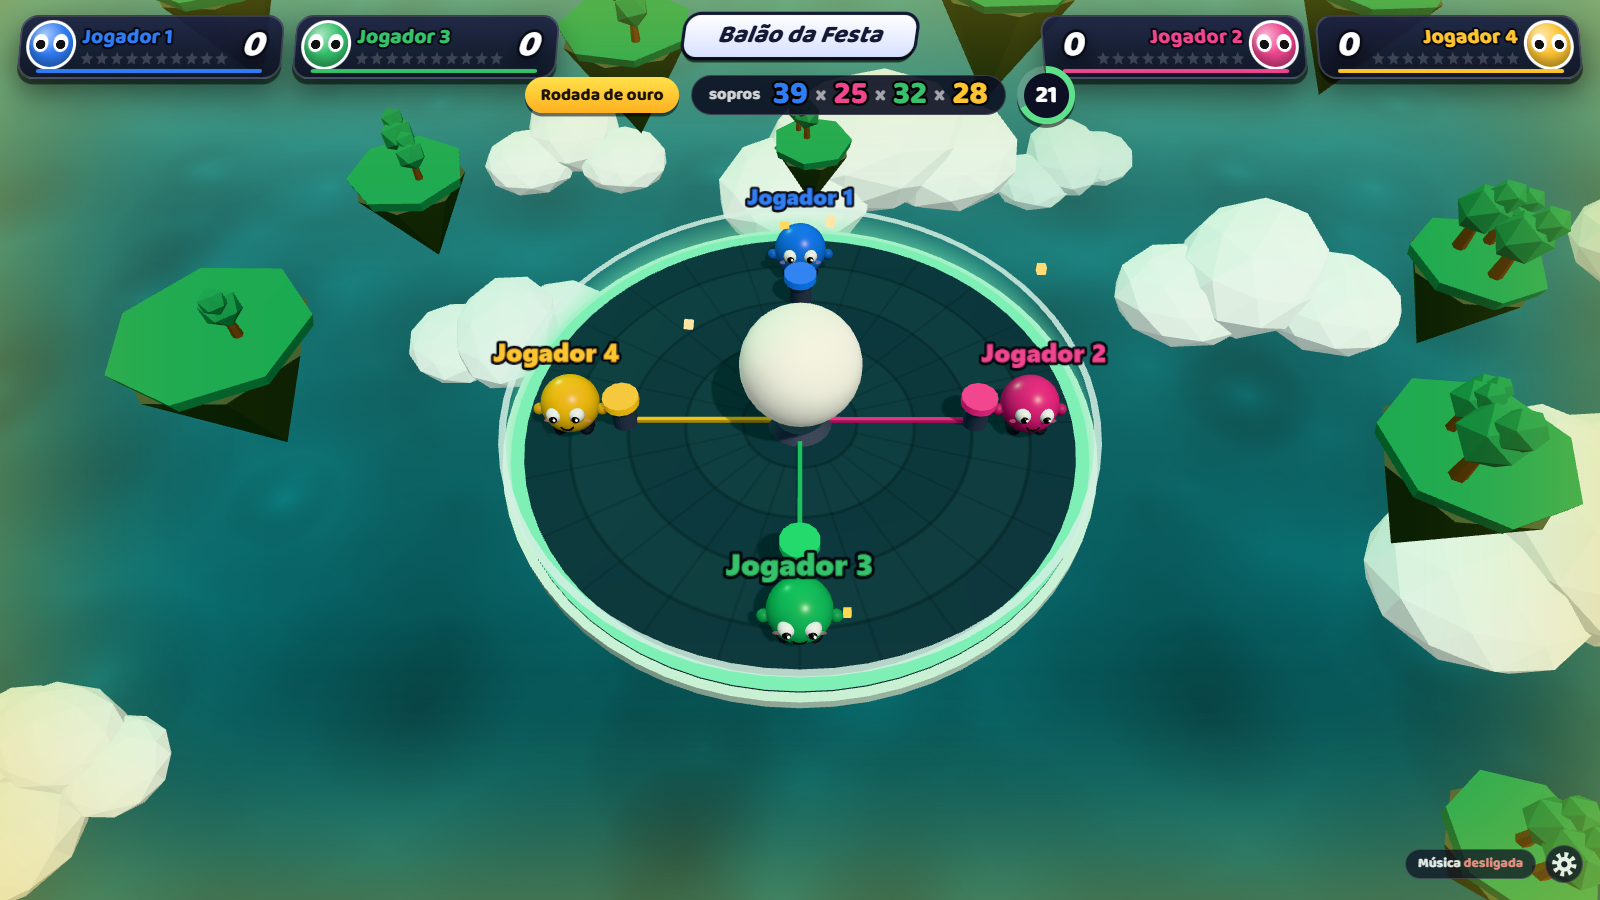 Jogador 1 0
Jogador 3 0
Balão da Festa
0 Jogador 2
0 Jogador 4
Rodada de ouro
sopros 39 × 25 × 32 × 28
21
Jogador 1
Jogador 4
Jogador 2
Jogador 3
Música desligada